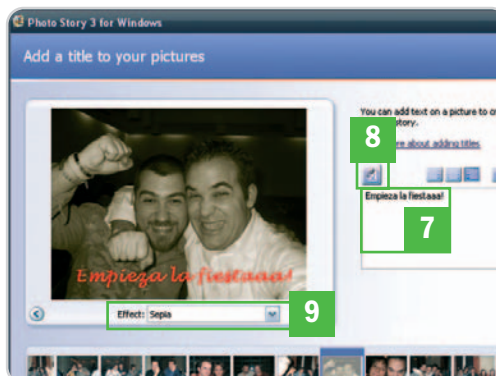 Photo Story 3 for Windows
Add a title to your pictures
You can add text on a picture to
story.
8
about adding titles
Empieza la fiestaaa!
7
Empieza la fiestaaa!
Effect: Sepia
9